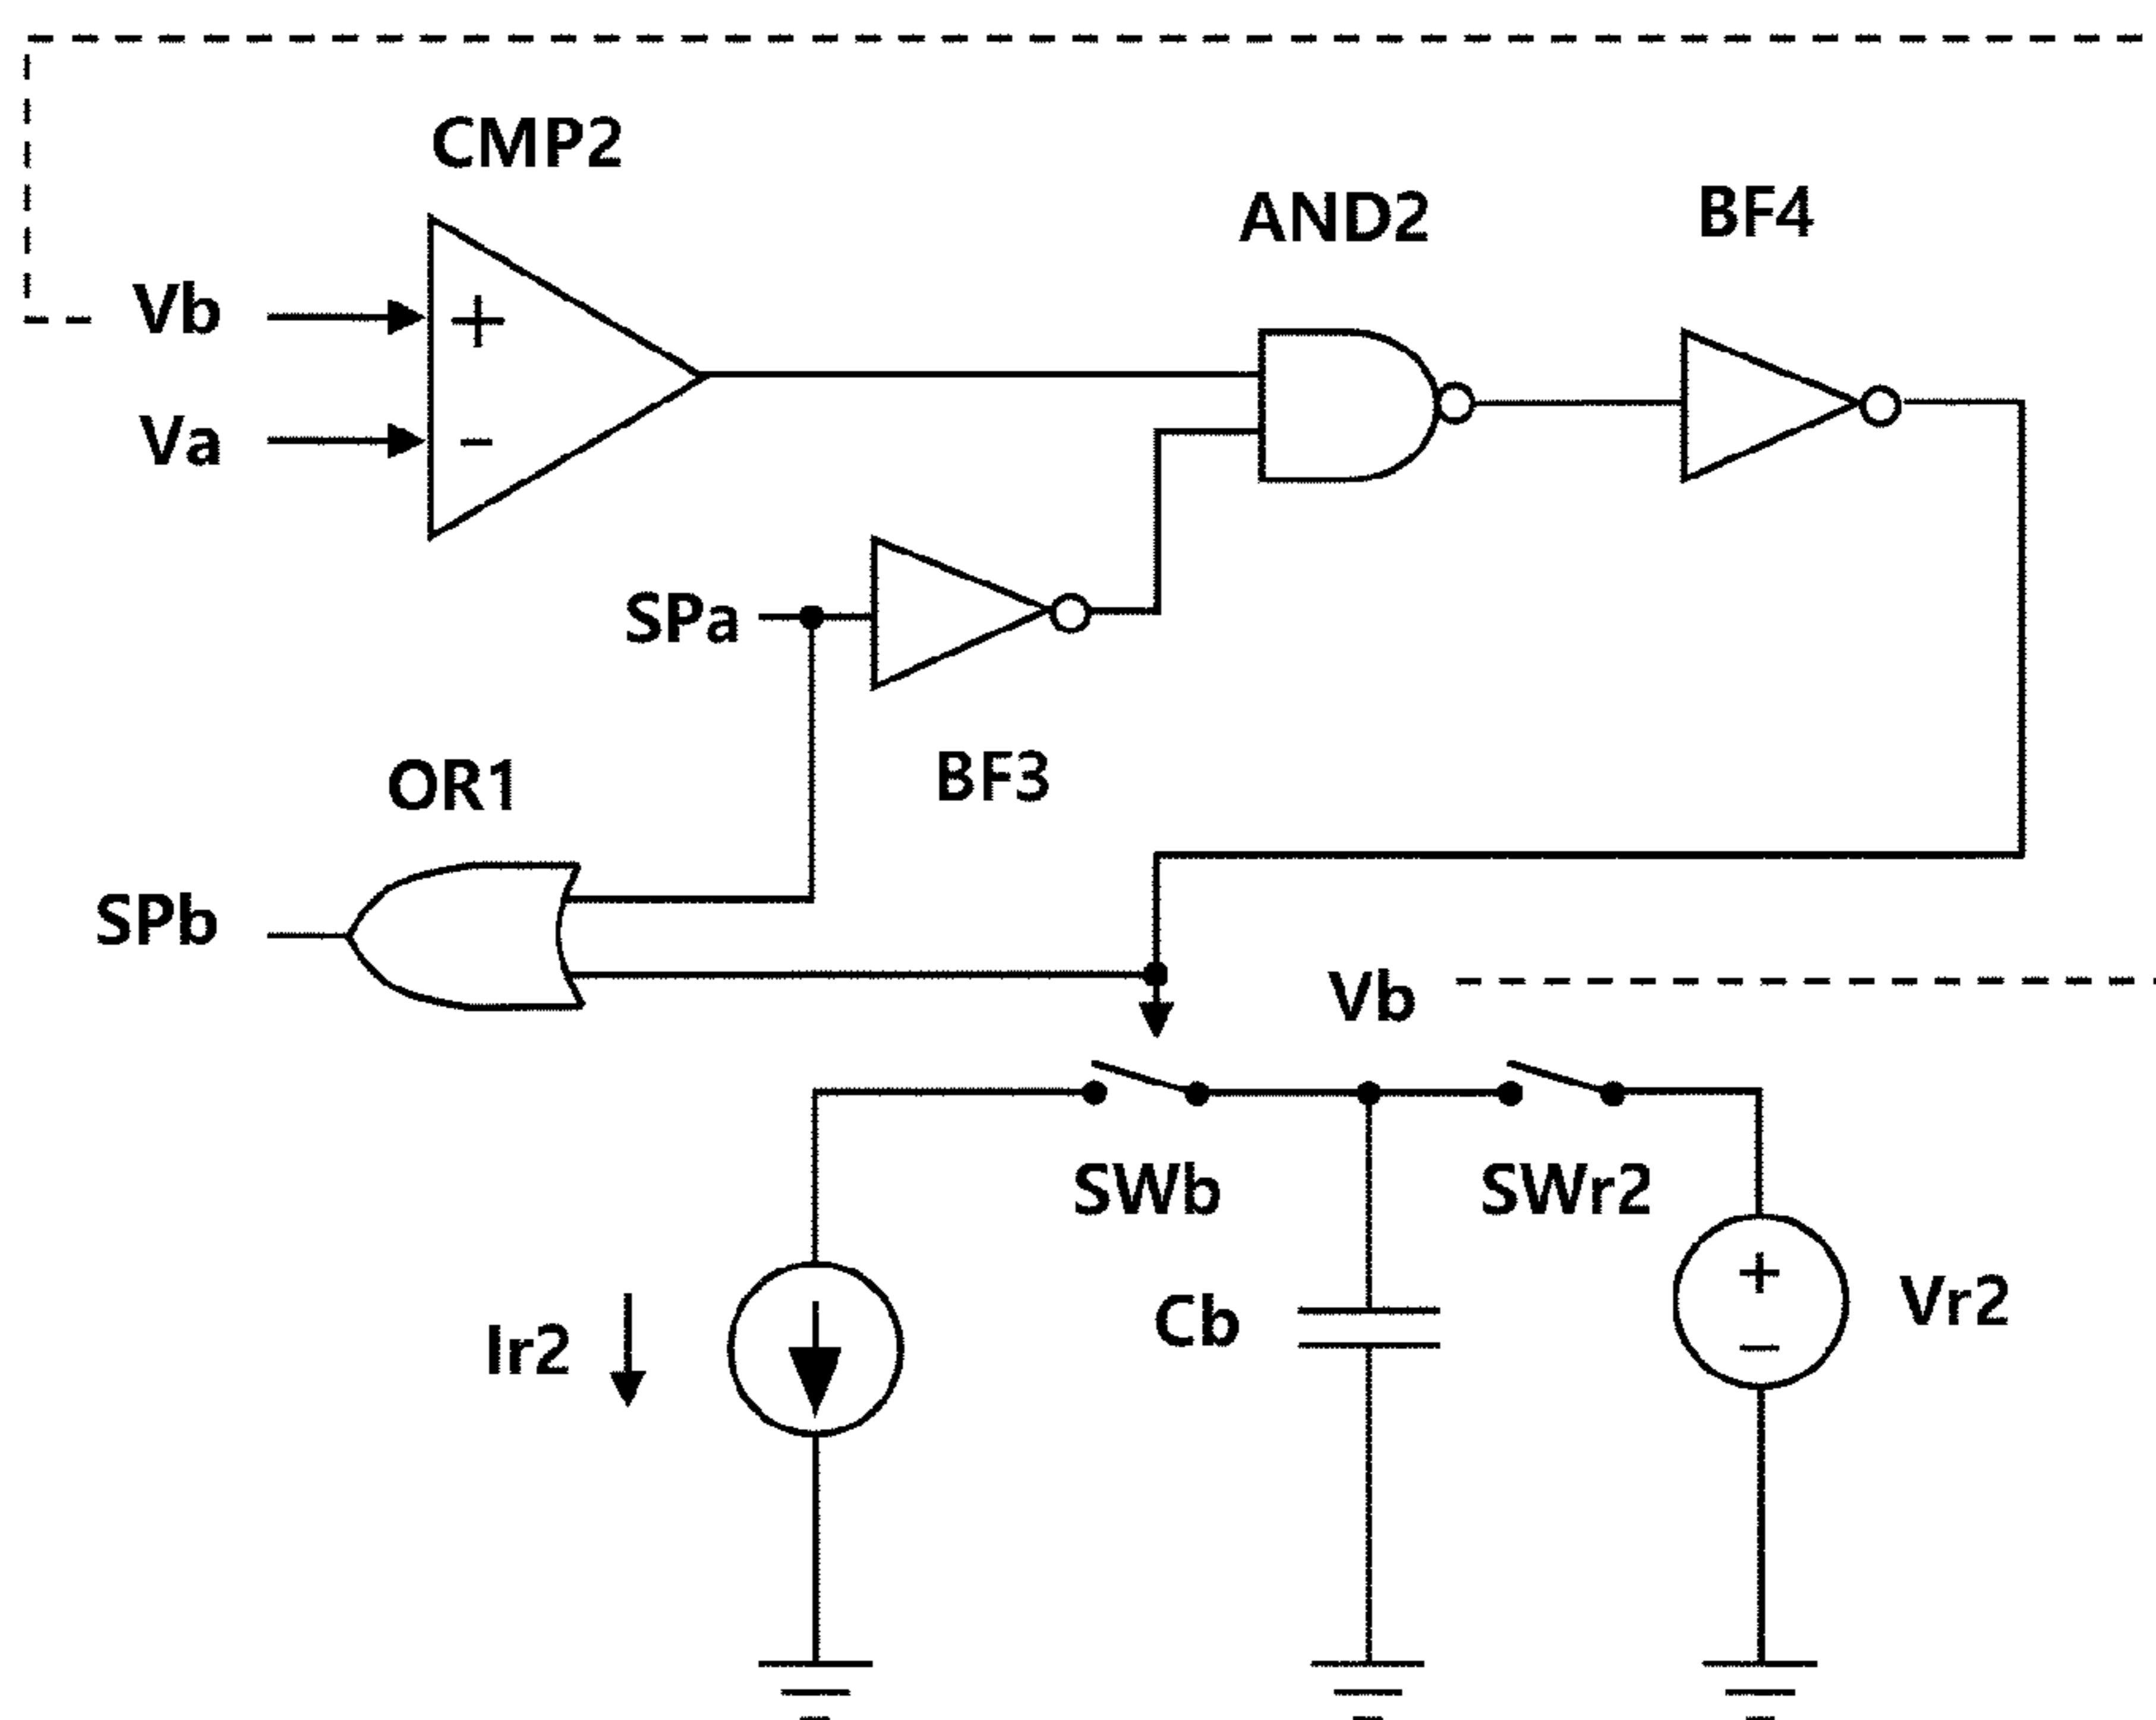 CMP2
AND2
BF4
Vb
+
Va
−
SPa
BF3
OR1
SPb
Vb
SWb
SWr2
Ir2
Cb
+
−
Vr2